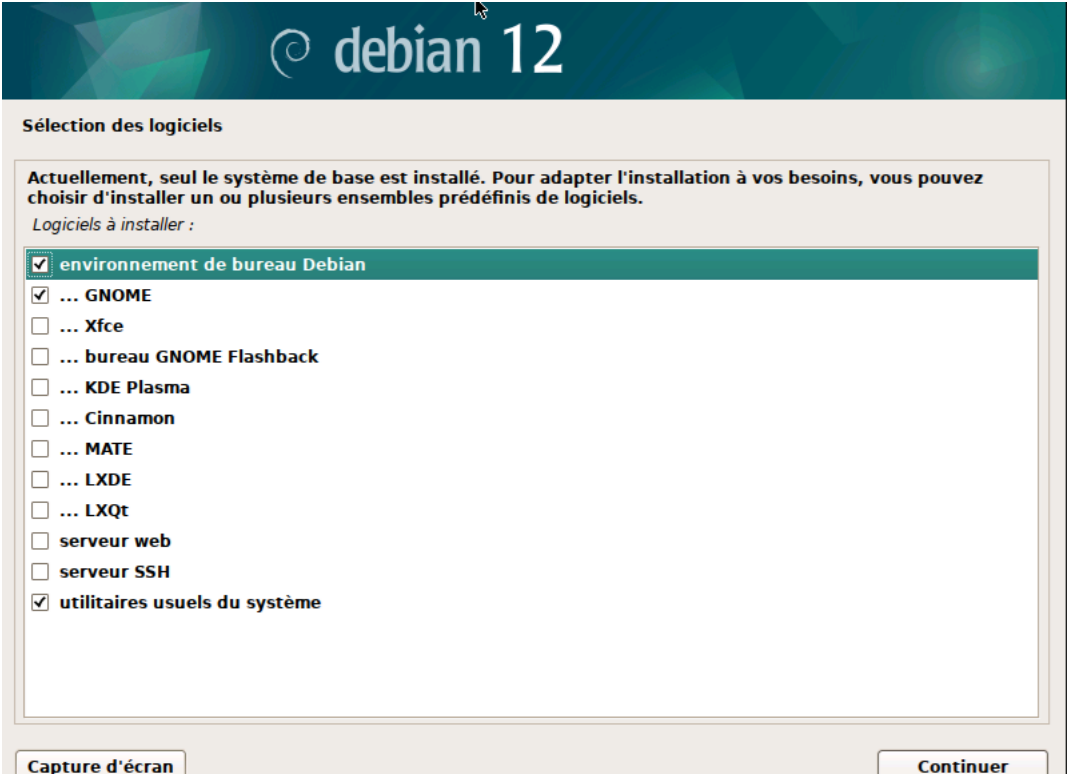 debian 12
Sélection des logiciels
Actuellement, seul le système de base est installé. Pour adapter l'installation à vos besoins, vous pouvez
choisir d'installer un ou plusieurs ensembles prédéfinis de logiciels.
Logiciels à installer :
environnement de bureau Debian
... GNOME
... Xfce
... bureau GNOME Flashback
... KDE Plasma
... Cinnamon
... MATE
... LXDE
... LXQt
serveur web
serveur SSH
utilitaires usuels du système
Capture d'écran
Continuer